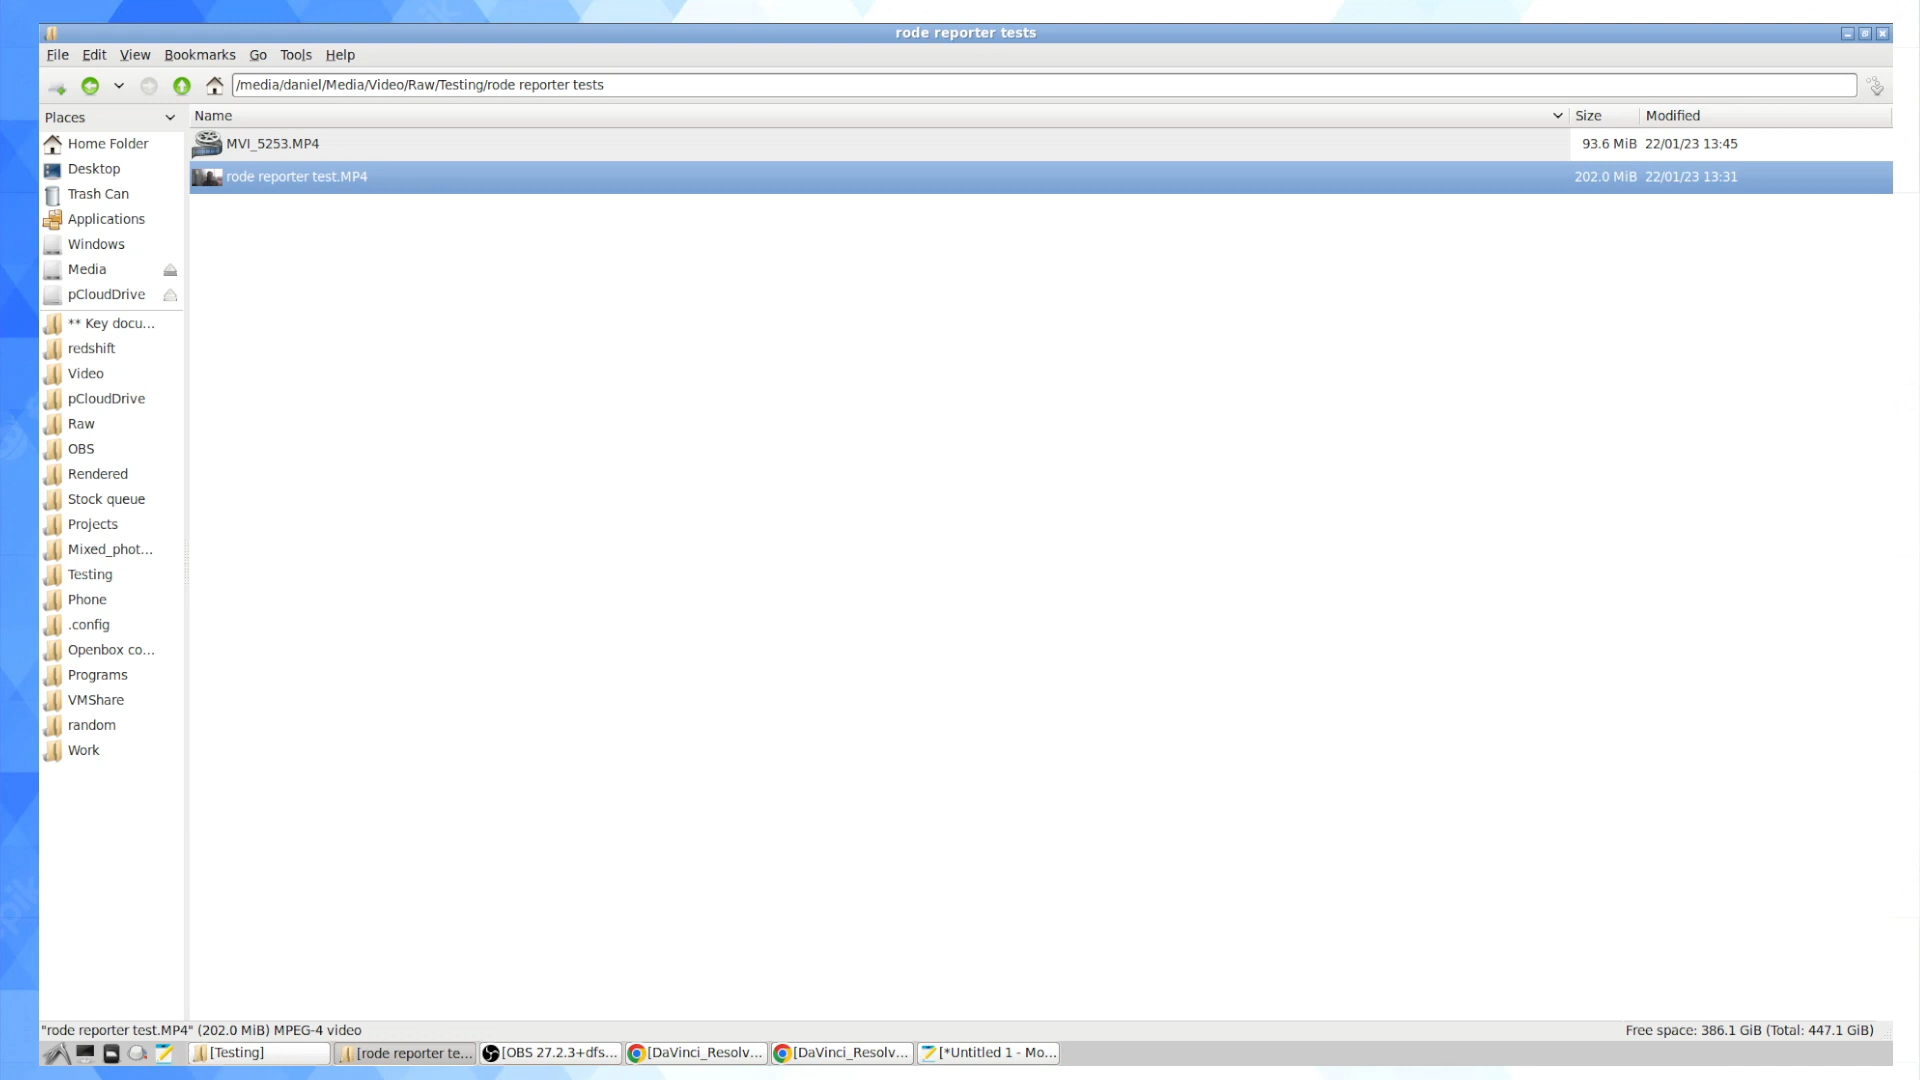 rode reporter tests
File Edit View Bookmarks Go Tools Help
/media/daniel/Media/Video/Raw/Testing/rode reporter tests
Places
Name Size Modified
Home Folder
Desktop
Trash Can
Applications
Windows
Media
pCloudDrive
** Key docu...
redshift
Video
pCloudDrive
Raw
OBS
Rendered
Stock queue
Projects
Mixed_phot...
Testing
Phone
.config
Openbox co...
Programs
VMShare
random
Work
MVI_5253.MP4 93.6 MiB 22/01/23 13:45
rode reporter test.MP4 202.0 MiB 22/01/23 13:31
"rode reporter test.MP4" (202.0 MiB) MPEG-4 video Free space: 386.1 GiB (Total: 447.1 GiB)
[Testing] [rode reporter te... [OBS 27.2.3+dfs... [DaVinci_Resolv... [DaVinci_Resolv... [*Untitled 1 - Mo...